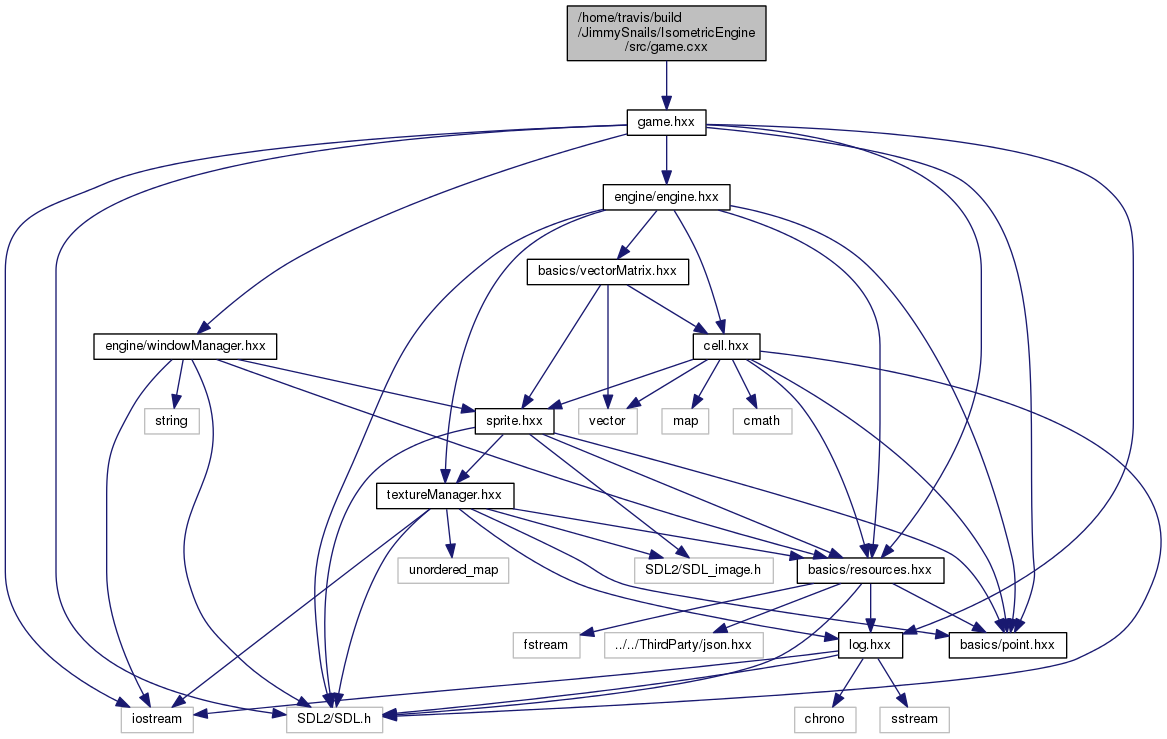 /home/travis/build
/JimmySnails/IsometricEngine
/src/game.cxx
game.hxx
engine/engine.hxx
basics/vectorMatrix.hxx
engine/windowManager.hxx
cell.hxx
string
sprite.hxx
vector
map
cmath
textureManager.hxx
unordered_map
SDL2/SDL_image.h
basics/resources.hxx
fstream
../../ThirdParty/json.hxx
log.hxx
basics/point.hxx
iostream
SDL2/SDL.h
chrono
sstream